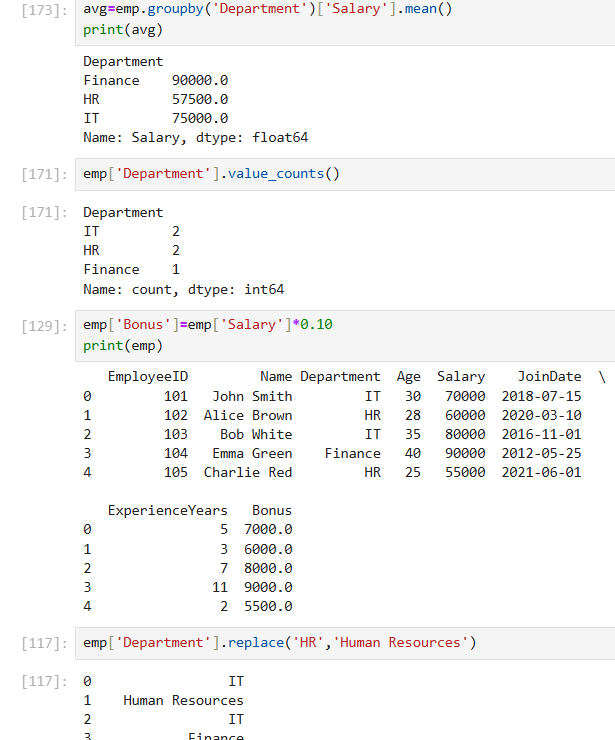 [173]: avg=emp.groupby('Department')['Salary'].mean()
print(avg)
Department
Finance    90000.0
HR         57500.0
IT         75000.0
Name: Salary, dtype: float64
[171]: emp['Department'].value_counts()
[171]: Department
IT         2
HR         2
Finance    1
Name: count, dtype: int64
[129]: emp['Bonus']=emp['Salary']*0.10
print(emp)
   EmployeeID         Name Department  Age  Salary    JoinDate  \
0         101   John Smith         IT   30   70000  2018-07-15
1         102  Alice Brown         HR   28   60000  2020-03-10
2         103    Bob White         IT   35   80000  2016-11-01
3         104   Emma Green    Finance   40   90000  2012-05-25
4         105  Charlie Red         HR   25   55000  2021-06-01
   ExperienceYears   Bonus
0                5  7000.0
1                3  6000.0
2                7  8000.0
3               11  9000.0
4                2  5500.0
[117]: emp['Department'].replace('HR','Human Resources')
[117]: 0                 IT
1    Human Resources
2                 IT
3            Finance